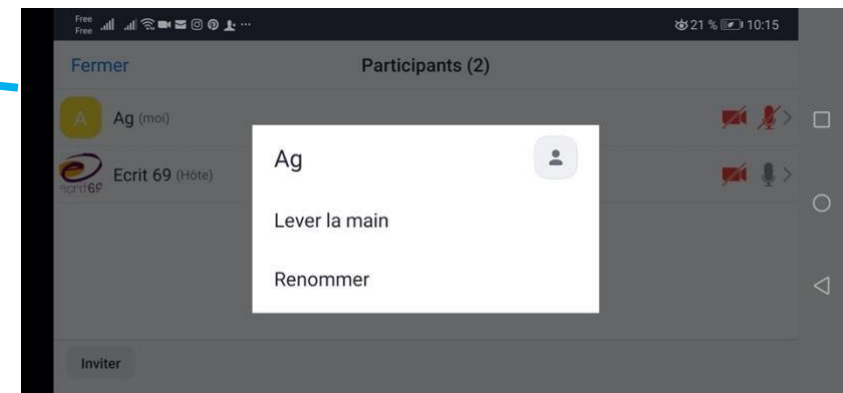 Free
Free
21 % 10:15
Fermer
Participants (2)
A
Ag (moi)
Ag
ecrit69
Ecrit 69 (Hôte)
Lever la main
Renommer
Inviter